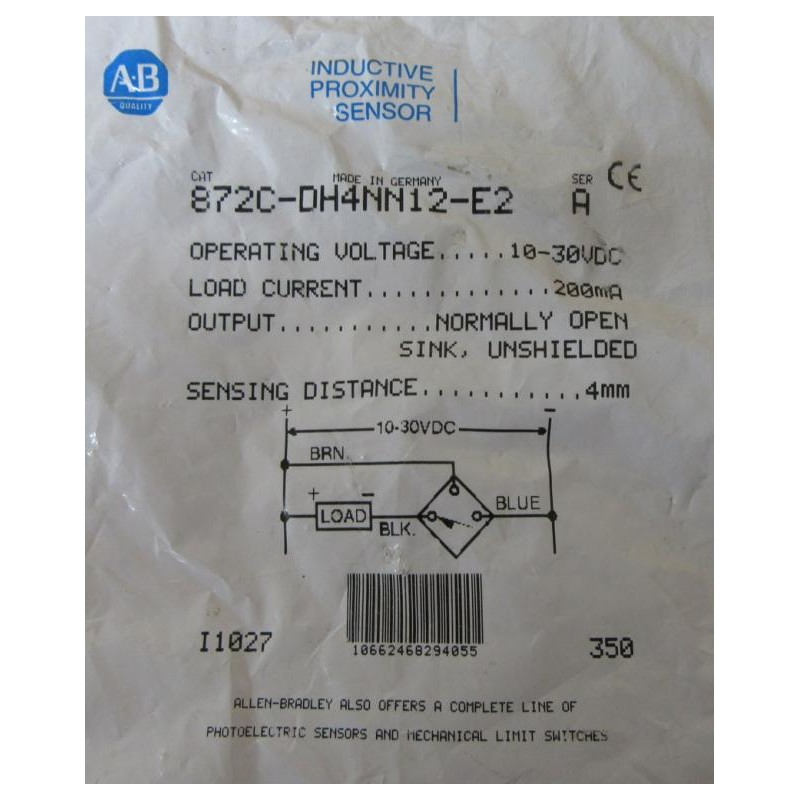 A·B
QUALITY
INDUCTIVE
PROXIMITY
SENSOR
CAT MADE IN GERMANY SER CE
872C-DH4NN12-E2 A
OPERATING VOLTAGE.....10-30VDC
LOAD CURRENT.............200mA
OUTPUT...........NORMALLY OPEN
SINK, UNSHIELDED
SENSING DISTANCE...........4mm
+ −
10-30VDC
BRN.
+ − BLUE
LOAD
BLK.
I1027 10662468294055 350
ALLEN-BRADLEY ALSO OFFERS A COMPLETE LINE OF
PHOTOELECTRIC SENSORS AND MECHANICAL LIMIT SWITCHES